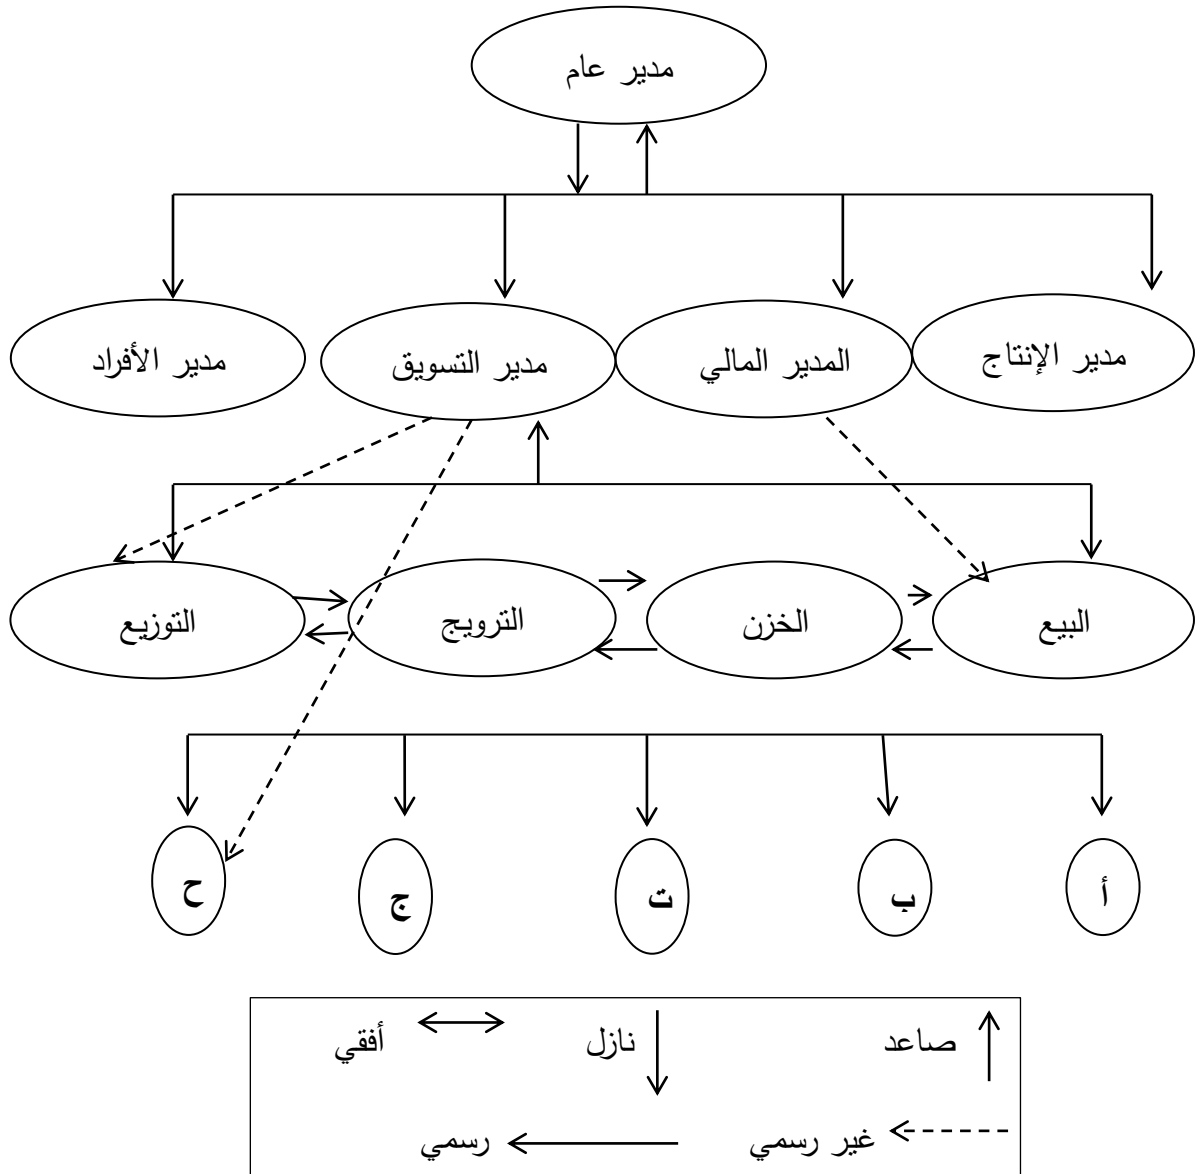 مدير عام
مدير الإنتاج
المدير المالي
مدير التسويق
مدير الأفراد
البيع
الخزن
الترويج
التوزيع
أ
ب
ت
ج
ح
صاعد
نازل
أفقي
غير رسمي
رسمي